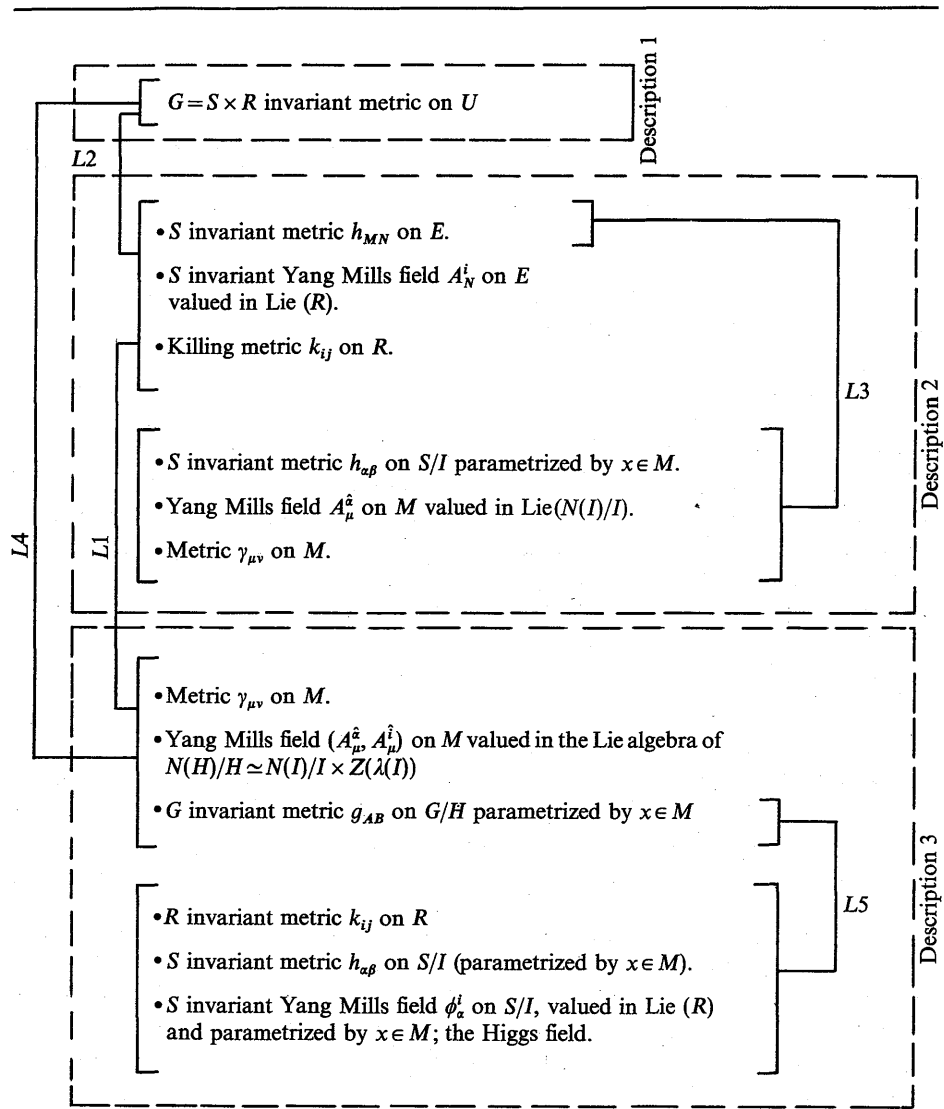 Description 1
G = S × R invariant metric on U
L2
Description 2
• S invariant metric h_{MN} on E.
• S invariant Yang Mills field A^i_N on E
valued in Lie (R).
• Killing metric k_{ij} on R.
L3
• S invariant metric h_{αβ} on S/I parametrized by x ∈ M.
• Yang Mills field A^{\hat{α}}_μ on M valued in Lie(N(I)/I).
• Metric γ_{μν} on M.
L4
L1
Description 3
• Metric γ_{μν} on M.
• Yang Mills field (A^{\hat{α}}_μ, A^{\hat{i}}_μ) on M valued in the Lie algebra of
N(H)/H ≃ N(I)/I × Z(λ(I))
• G invariant metric g_{AB} on G/H parametrized by x ∈ M
L5
• R invariant metric k_{ij} on R
• S invariant metric h_{αβ} on S/I (parametrized by x ∈ M).
• S invariant Yang Mills field ϕ^i_α on S/I, valued in Lie (R)
and parametrized by x ∈ M; the Higgs field.